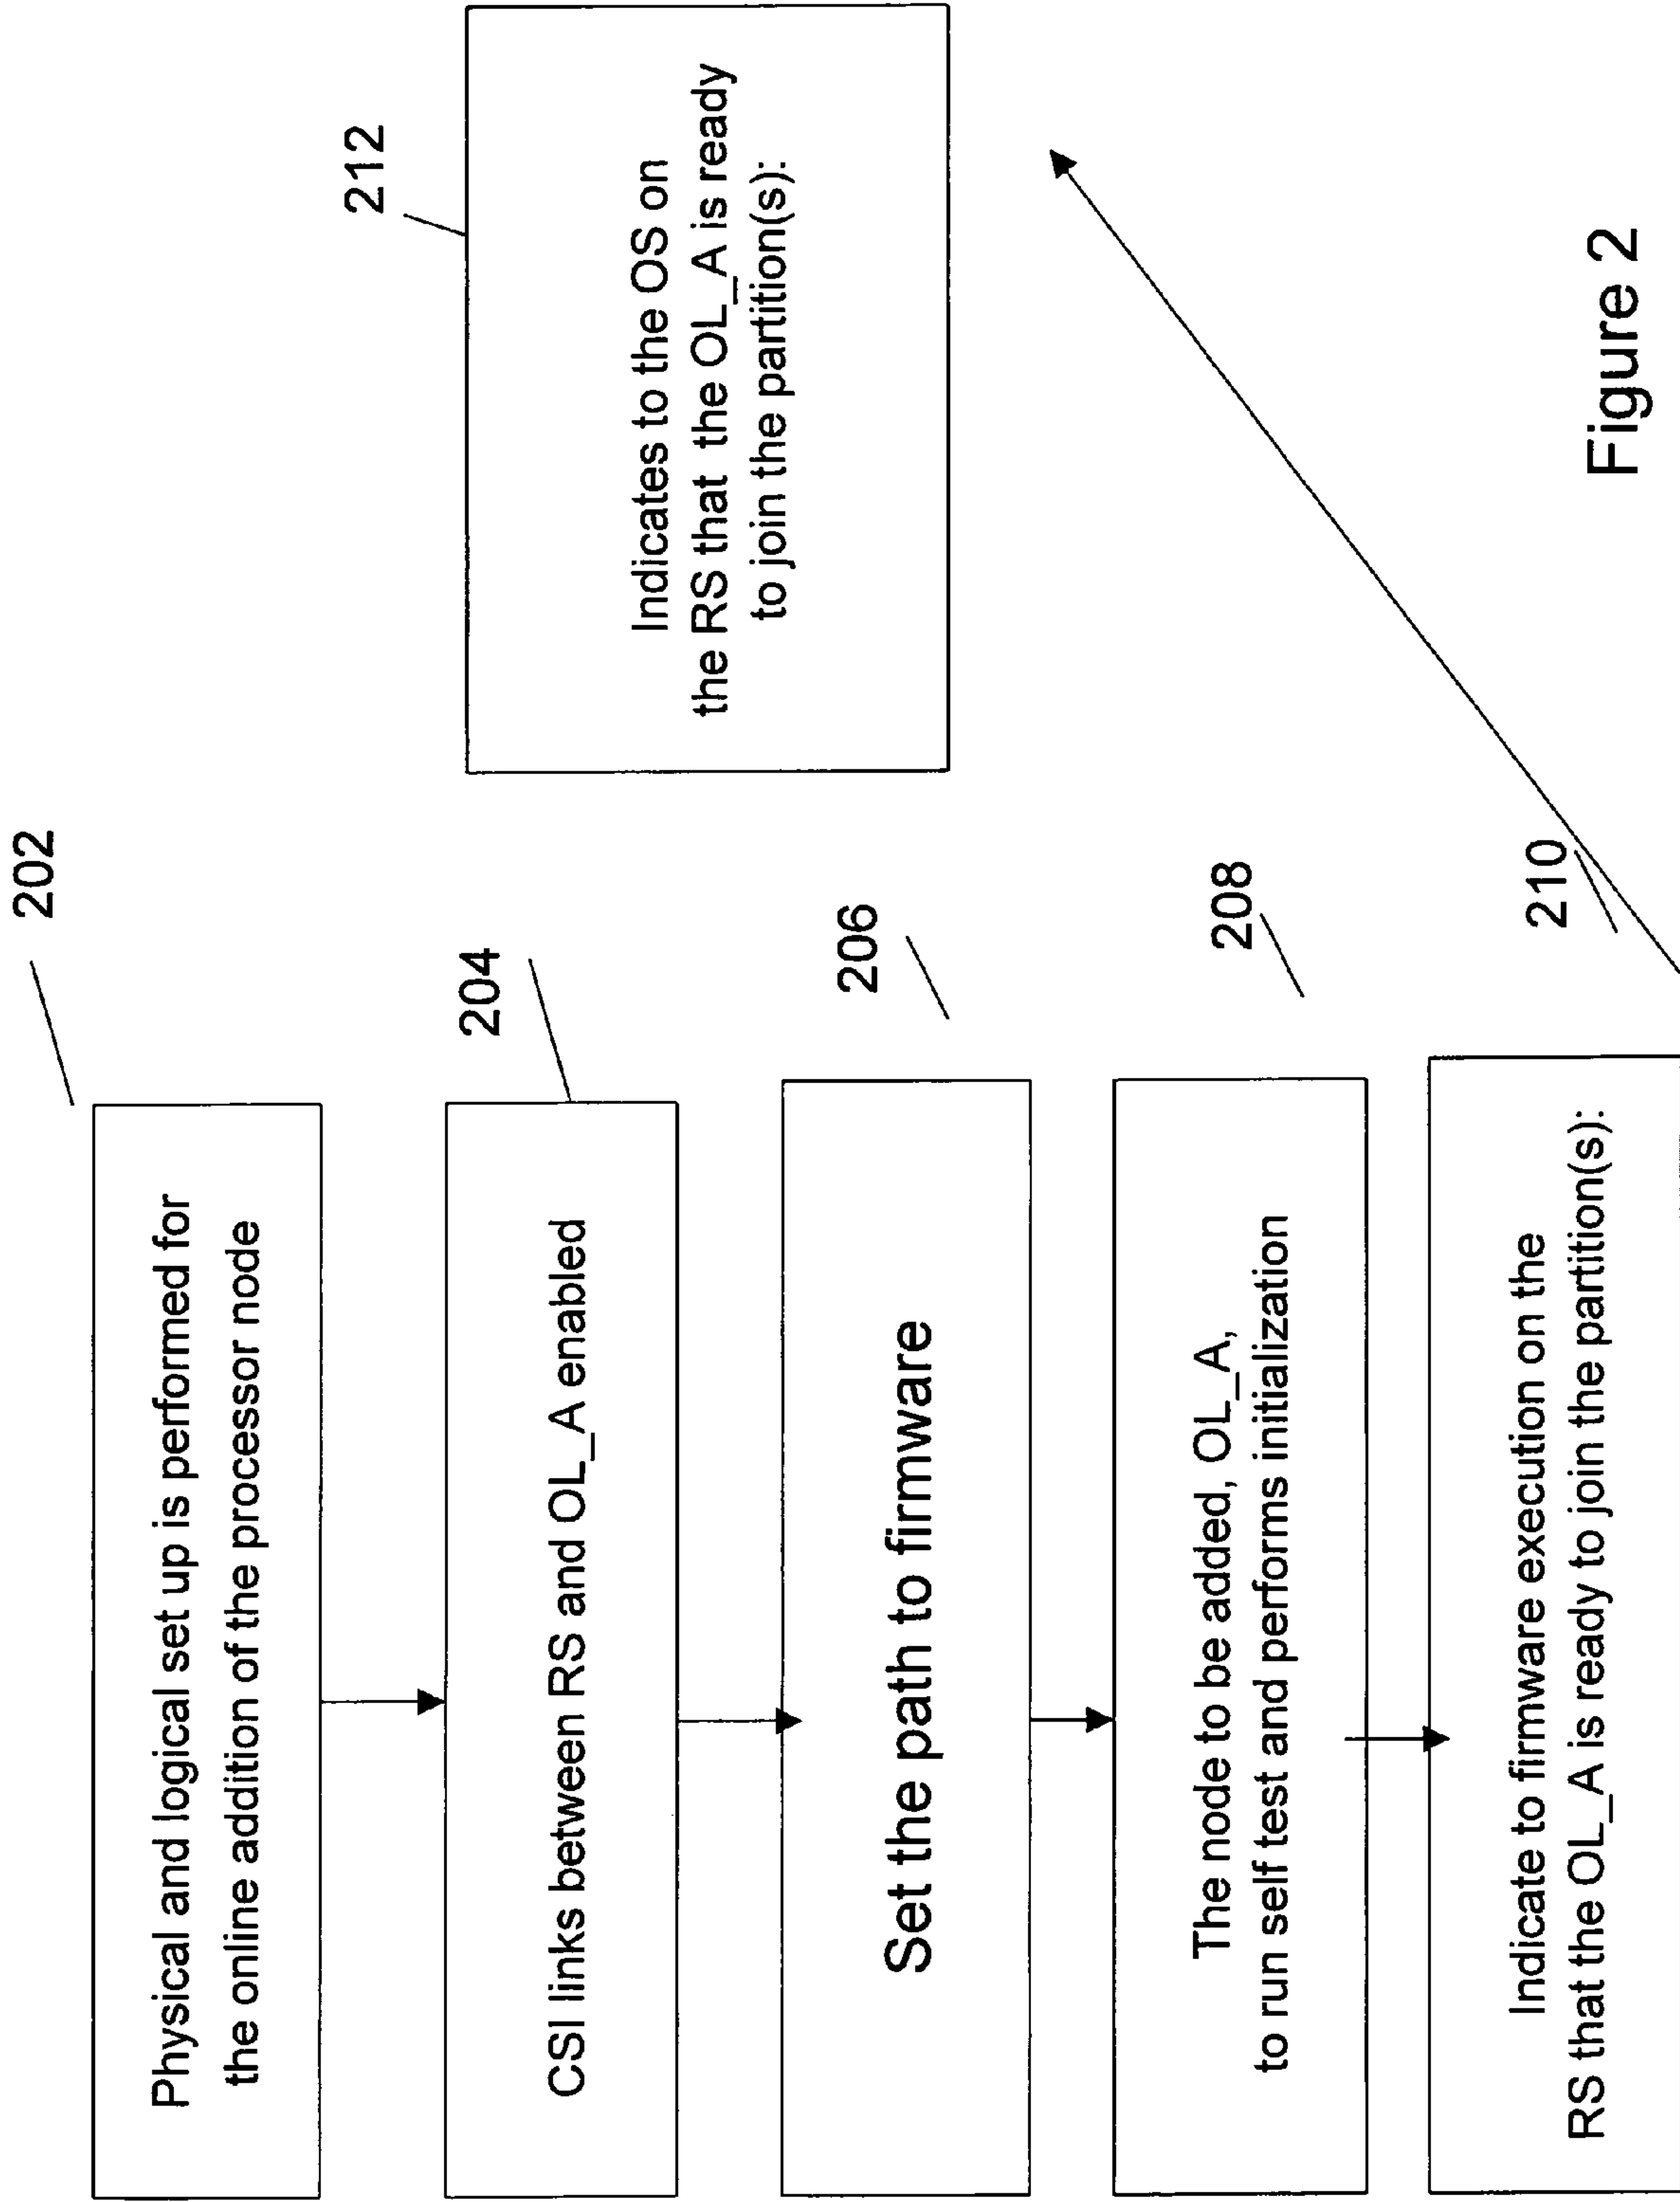 202
Physical and logical set up is performed for
the online addition of the processor node
204
CSI links between RS and OL_A enabled
206
Set the path to firmware
208
The node to be added, OL_A,
to run self test and performs initialization
210
Indicate to firmware execution on the
RS that the OL_A is ready to join the partition(s):
212
Indicates to the OS on
the RS that the OL_A is ready
to join the partition(s):
Figure 2